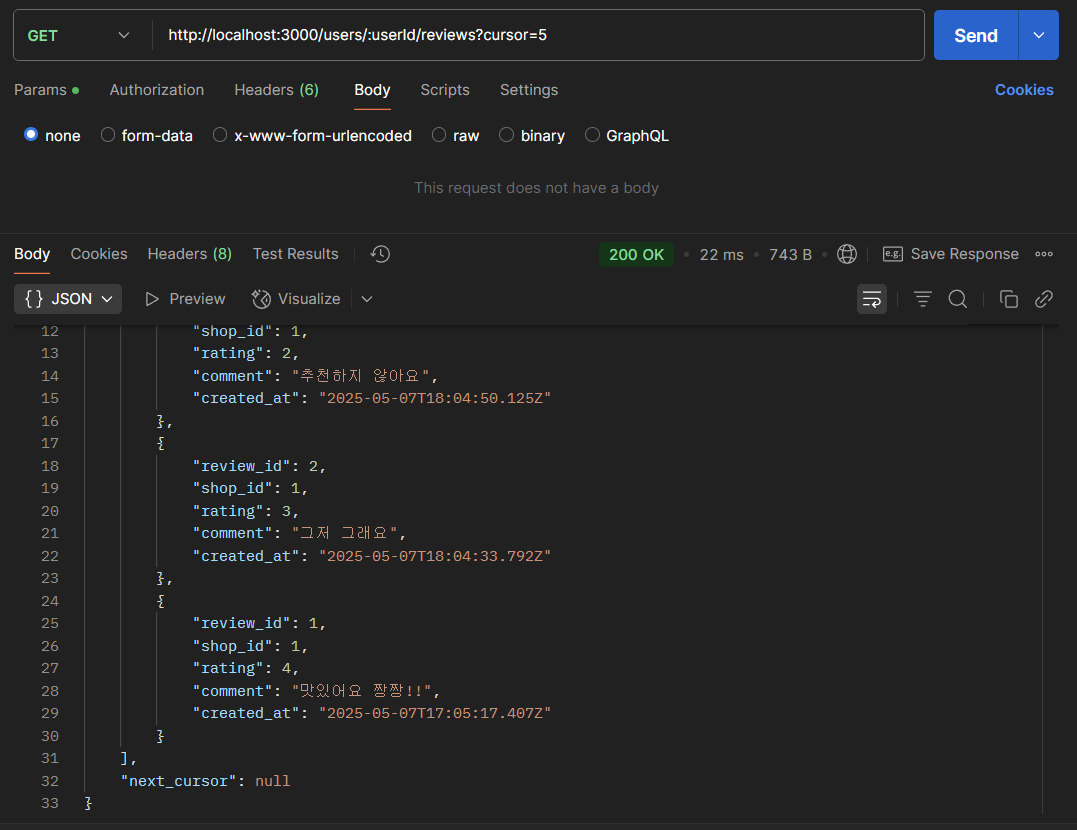 GET http://localhost:3000/users/:userId/reviews?cursor=5 Send
Params Authorization Headers (6) Body Scripts Settings Cookies
none form-data x-www-form-urlencoded raw binary GraphQL
This request does not have a body
Body Cookies Headers (8) Test Results 200 OK 22 ms 743 B e.g. Save Response
{} JSON Preview Visualize
12 "shop_id": 1,
13 "rating": 2,
14 "comment": "추천하지 않아요",
15 "created_at": "2025-05-07T18:04:50.125Z"
16 },
17 {
18 "review_id": 2,
19 "shop_id": 1,
20 "rating": 3,
21 "comment": "그저 그래요",
22 "created_at": "2025-05-07T18:04:33.792Z"
23 },
24 {
25 "review_id": 1,
26 "shop_id": 1,
27 "rating": 4,
28 "comment": "맛있어요 짱짱!!",
29 "created_at": "2025-05-07T17:05:17.407Z"
30 }
31 ],
32 "next_cursor": null
33 }